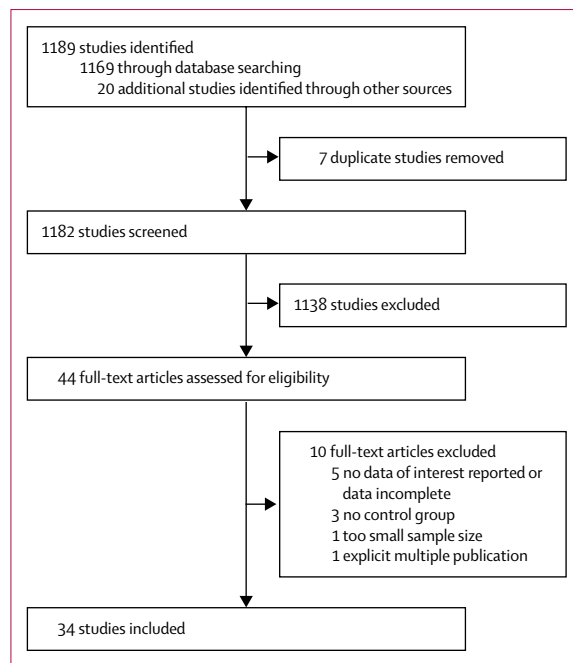 1189 studies identified
1169 through database searching
20 additional studies identified through other sources
7 duplicate studies removed
1182 studies screened
1138 studies excluded
44 full-text articles assessed for eligibility
10 full-text articles excluded
5 no data of interest reported or
data incomplete
3 no control group
1 too small sample size
1 explicit multiple publication
34 studies included